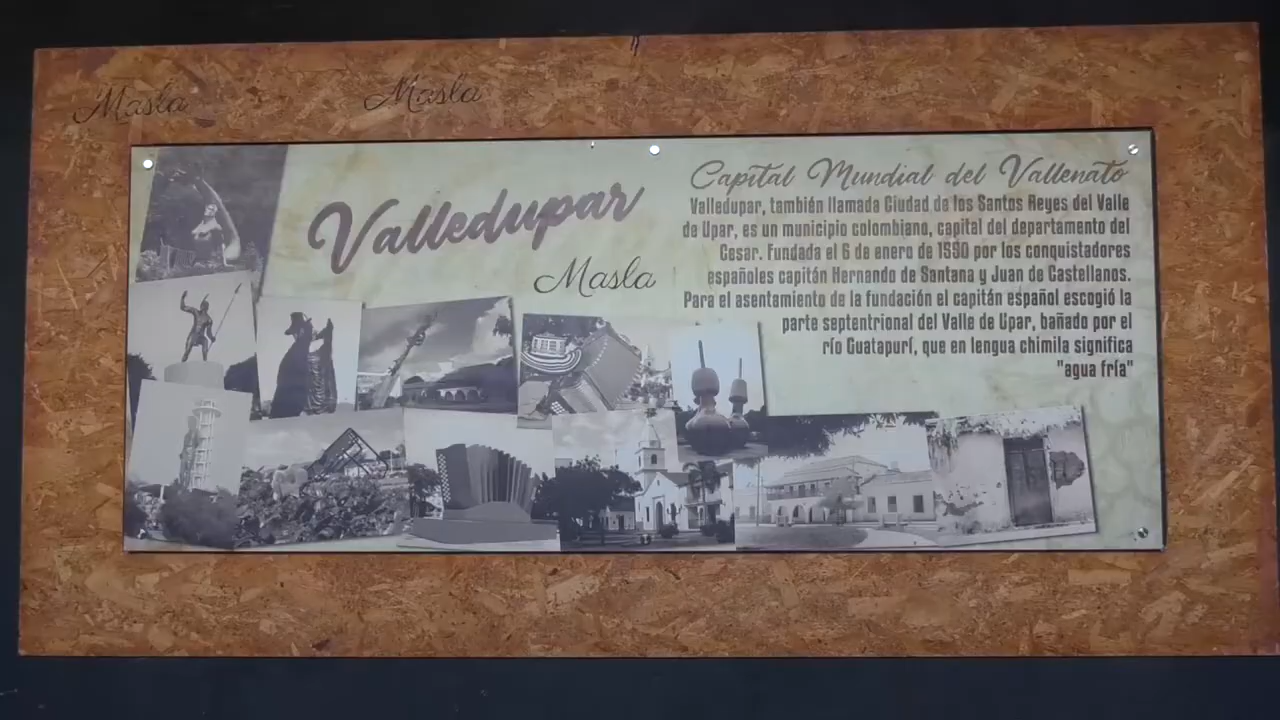 Masla
Masla
Valledupar
Masla
Capital Mundial del Vallenato
Valledupar, también llamada Ciudad de los Santos Reyes del Valle
de Upar, es un municipio colombiano, capital del departamento del
Cesar. Fundada el 6 de enero de 1590 por los conquistadores
españoles capitán Hernando de Santana y Juan de Castellanos.
Para el asentamiento de la fundación el capitán español escogió la
parte septentrional del Valle de Upar, bañado por el
río Guatapurí, que en lengua chimila significa
"agua fría"